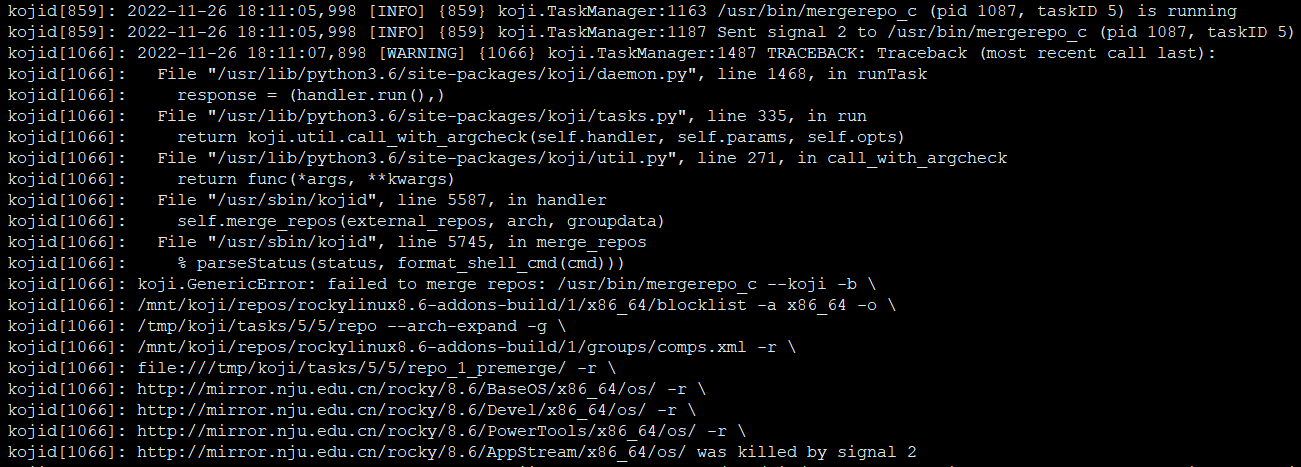 kojid[859]: 2022-11-26 18:11:05,998 [INFO] {859} koji.TaskManager:1163 /usr/bin/mergerepo_c (pid 1087, taskID 5) is running
kojid[859]: 2022-11-26 18:11:05,998 [INFO] {859} koji.TaskManager:1187 Sent signal 2 to /usr/bin/mergerepo_c (pid 1087, taskID 5)
kojid[1066]: 2022-11-26 18:11:07,898 [WARNING] {1066} koji.TaskManager:1487 TRACEBACK: Traceback (most recent call last):
kojid[1066]:   File "/usr/lib/python3.6/site-packages/koji/daemon.py", line 1468, in runTask
kojid[1066]:     response = (handler.run(),)
kojid[1066]:   File "/usr/lib/python3.6/site-packages/koji/tasks.py", line 335, in run
kojid[1066]:     return koji.util.call_with_argcheck(self.handler, self.params, self.opts)
kojid[1066]:   File "/usr/lib/python3.6/site-packages/koji/util.py", line 271, in call_with_argcheck
kojid[1066]:     return func(*args, **kwargs)
kojid[1066]:   File "/usr/sbin/kojid", line 5587, in handler
kojid[1066]:     self.merge_repos(external_repos, arch, groupdata)
kojid[1066]:   File "/usr/sbin/kojid", line 5745, in merge_repos
kojid[1066]:     % parseStatus(status, format_shell_cmd(cmd)))
kojid[1066]: koji.GenericError: failed to merge repos: /usr/bin/mergerepo_c --koji -b \
kojid[1066]: /mnt/koji/repos/rockylinux8.6-addons-build/1/x86_64/blocklist -a x86_64 -o \
kojid[1066]: /tmp/koji/tasks/5/5/repo --arch-expand -g \
kojid[1066]: /mnt/koji/repos/rockylinux8.6-addons-build/1/groups/comps.xml -r \
kojid[1066]: file:///tmp/koji/tasks/5/5/repo_1_premerge/ -r \
kojid[1066]: http://mirror.nju.edu.cn/rocky/8.6/BaseOS/x86_64/os/ -r \
kojid[1066]: http://mirror.nju.edu.cn/rocky/8.6/Devel/x86_64/os/ -r \
kojid[1066]: http://mirror.nju.edu.cn/rocky/8.6/PowerTools/x86_64/os/ -r \
kojid[1066]: http://mirror.nju.edu.cn/rocky/8.6/AppStream/x86_64/os/ was killed by signal 2